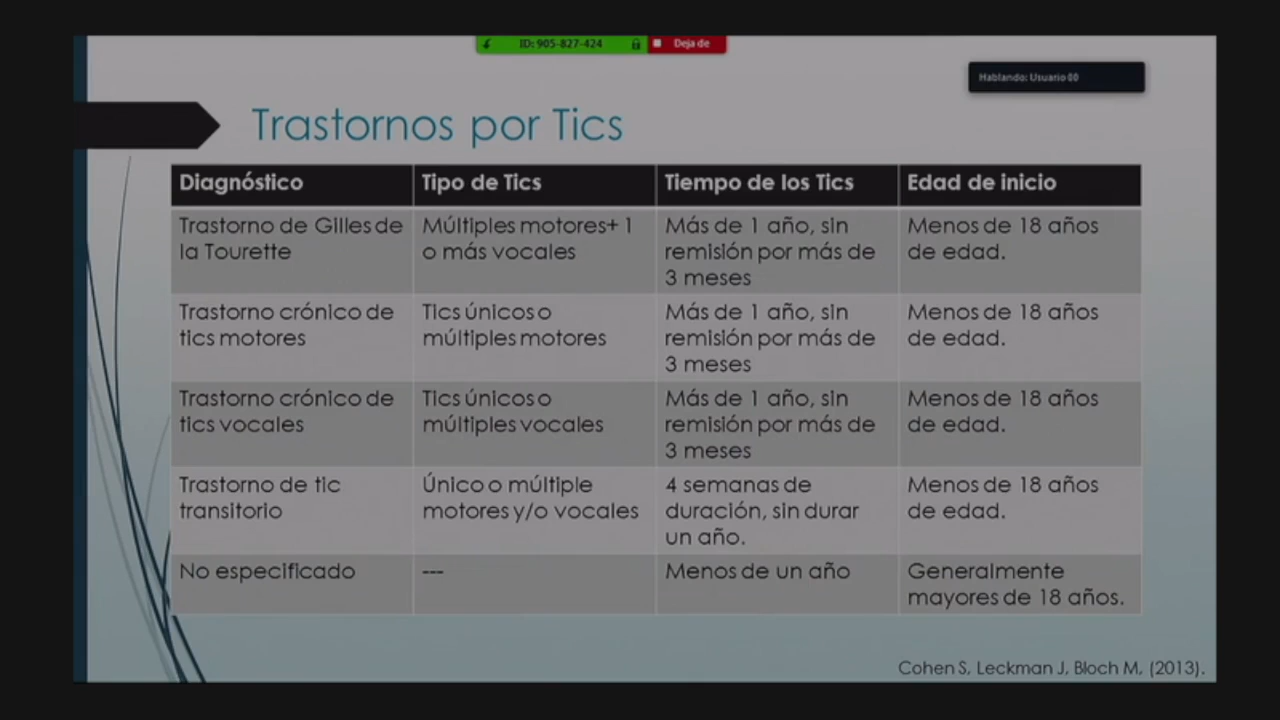 ID: 905-827-424
Deja de
Hablando: Usuario 00
Trastornos por Tics
Diagnóstico
Tipo de Tics
Tiempo de los Tics
Edad de inicio
Trastorno de Gilles de
la Tourette
Múltiples motores+ 1
o más vocales
Más de 1 año, sin
remisión por más de
3 meses
Menos de 18 años
de edad.
Trastorno crónico de
tics motores
Tics únicos o
múltiples motores
Más de 1 año, sin
remisión por más de
3 meses
Menos de 18 años
de edad.
Trastorno crónico de
tics vocales
Tics únicos o
múltiples vocales
Más de 1 año, sin
remisión por más de
3 meses
Menos de 18 años
de edad.
Trastorno de tic
transitorio
Único o múltiple
motores y/o vocales
4 semanas de
duración, sin durar
un año.
Menos de 18 años
de edad.
No especificado
---
Menos de un año
Generalmente
mayores de 18 años.
Cohen S, Leckman J, Bloch M, (2013).